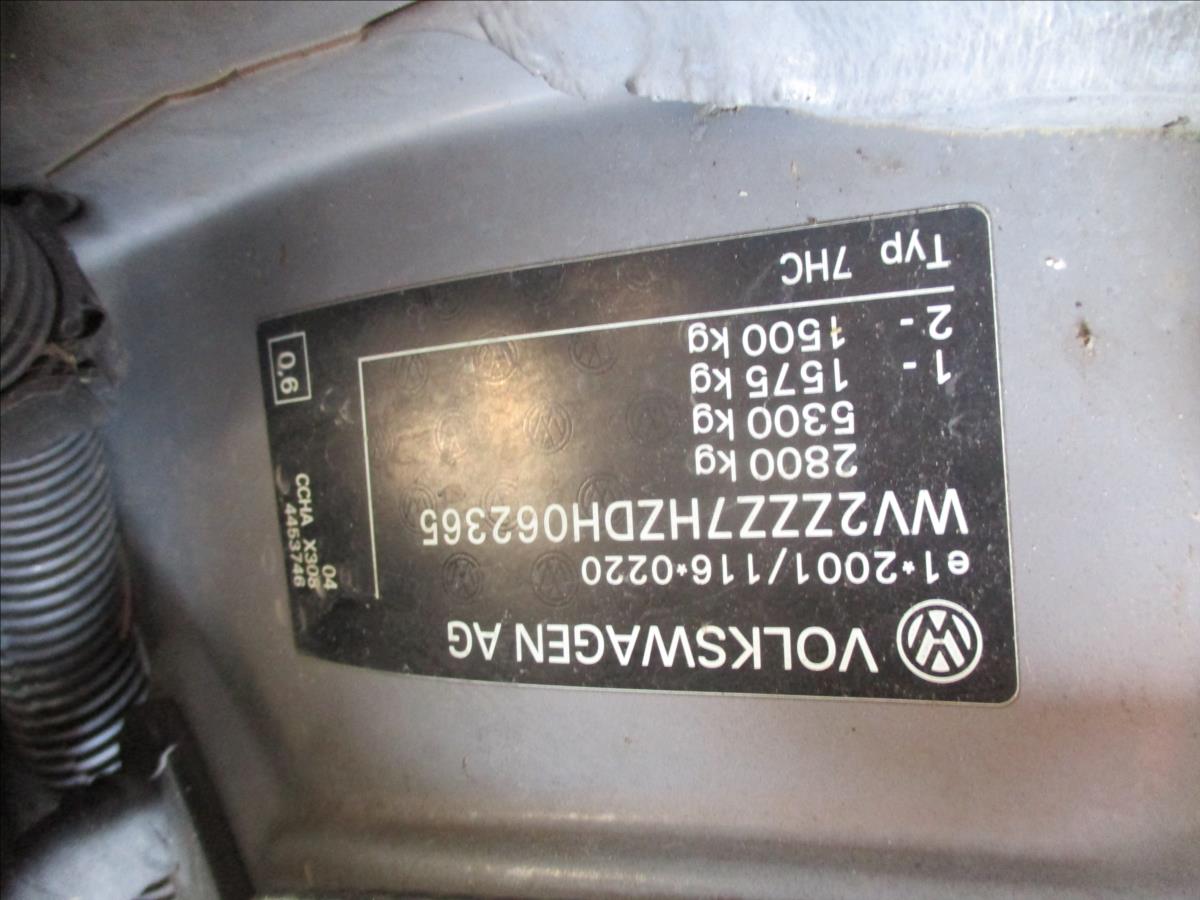 VOLKSWAGEN AG
e1*2001/116*0220
WV2ZZZ7HZDH062365
2800 kg
5300 kg
1 - 1575 kg
2 - 1500 kg
Typ 7HC
04
CCHA X308
4453746
0,6